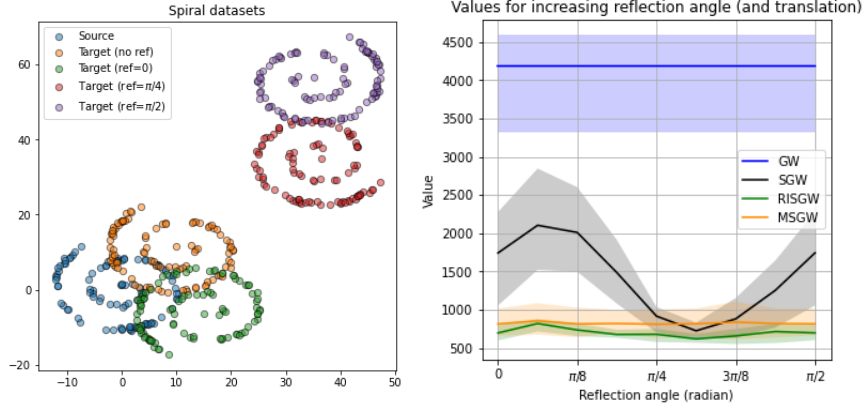 Spiral datasets
Source
Target (no ref)
Target (ref=0)
Target (ref=π/4)
Target (ref=π/2)
60
40
20
0
−20
−10
0
10
20
30
40
50
Values for increasing reflection angle (and translation)
Value
4500
4000
3500
3000
2500
2000
1500
1000
500
GW
SGW
RISGW
MSGW
0
π/8
π/4
3π/8
π/2
Reflection angle (radian)